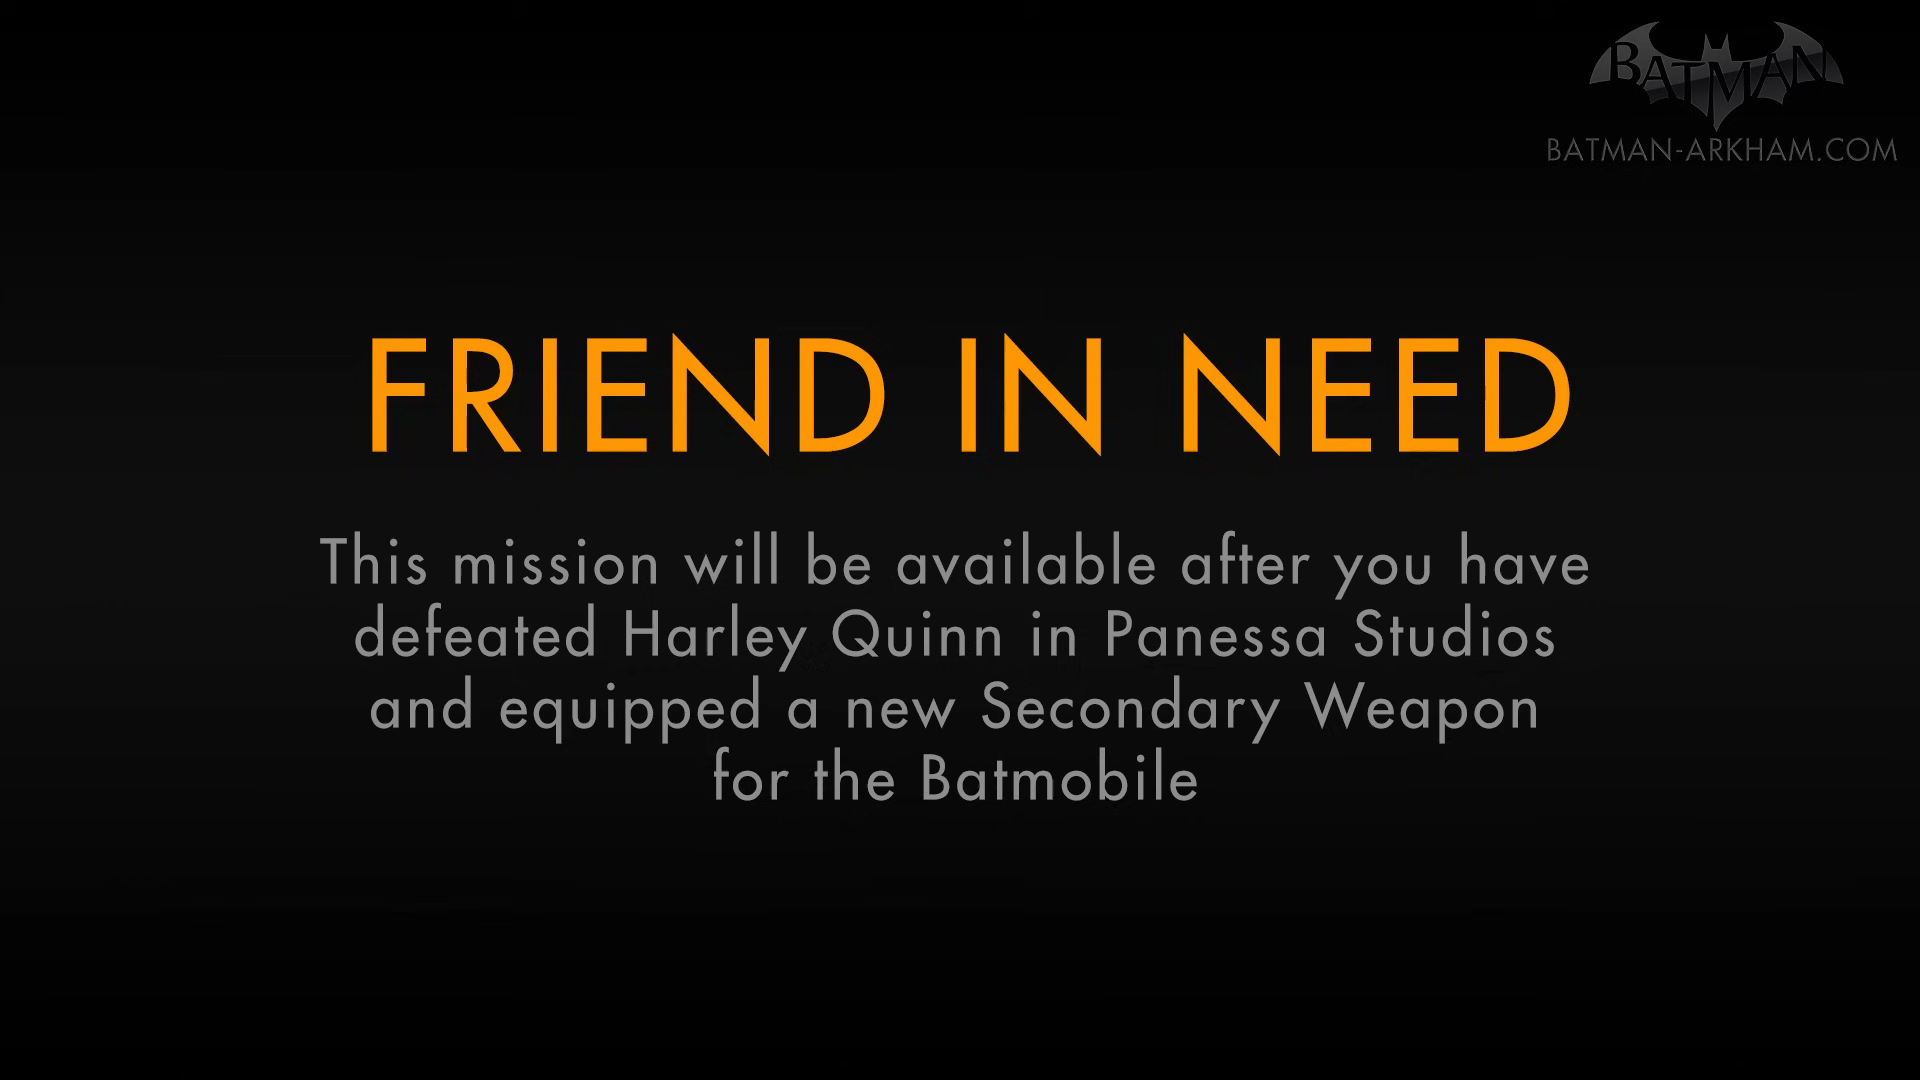 BATMAN
BATMAN-ARKHAM.COM
FRIEND IN NEED
This mission will be available after you have
defeated Harley Quinn in Panessa Studios
and equipped a new Secondary Weapon
for the Batmobile